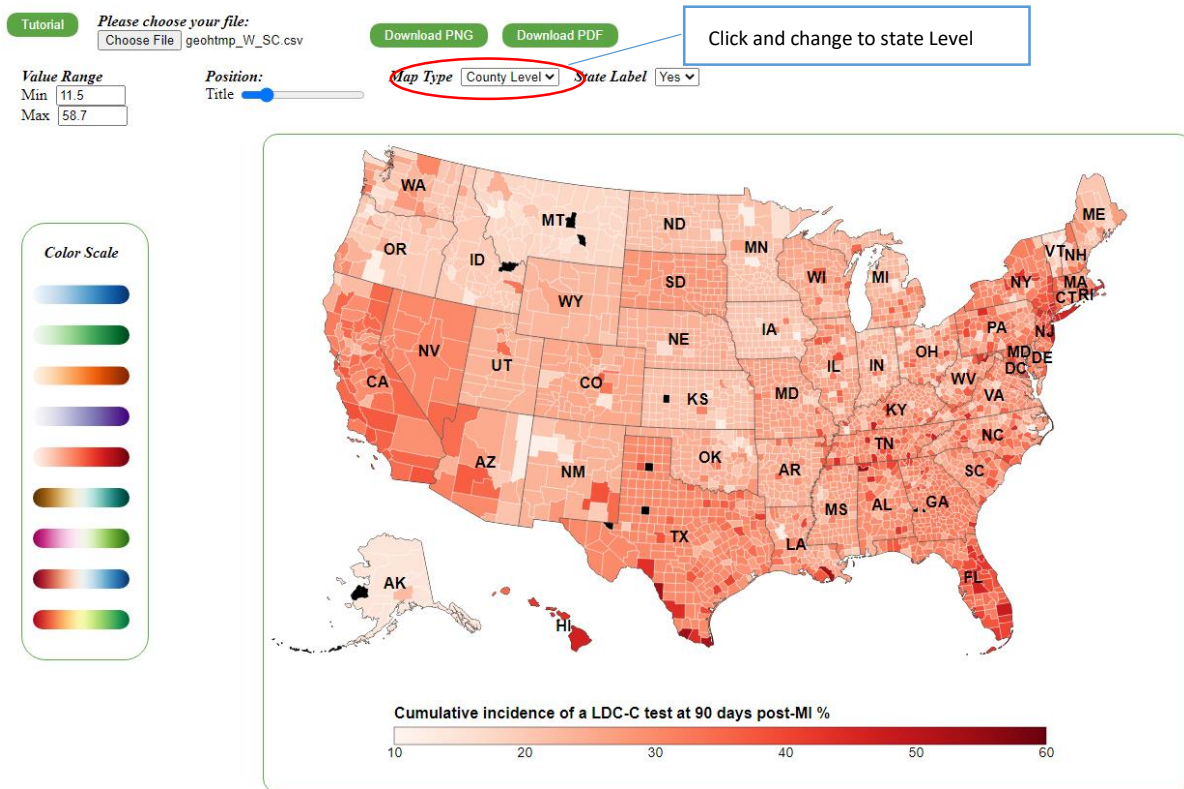 Tutorial
Please choose your file:
Choose File geohtmp_W_SC.csv
Download PNG
Download PDF
Click and change to state Level
Value Range
Min 11.5
Max 58.7
Position:
Title
Map Type County Level
State Label Yes
Color Scale
WA
MT
ND
MN
ME
OR
ID
SD
WI
MI
VT NH
NY
MA
CT RI
WY
IA
NE
PA
NJ
NV
UT
CO
IL
IN
OH
MD DE
DC
CA
KS
MD
WV
VA
KY
NC
TN
AZ
NM
OK
AR
SC
MS
AL
GA
TX
LA
FL
AK
HI
Cumulative incidence of a LDC-C test at 90 days post-MI %
10 20 30 40 50 60